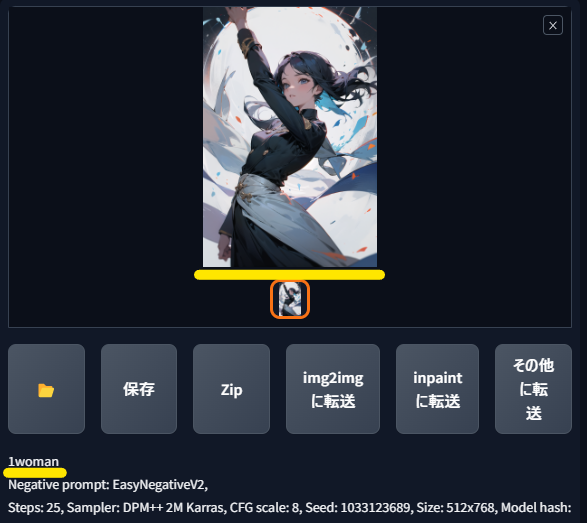 保存
Zip
img2img
に転送
inpaint
に転送
その他
に転
送
1woman
Negative prompt: EasyNegativeV2,
Steps: 25, Sampler: DPM++ 2M Karras, CFG scale: 8, Seed: 1033123689, Size: 512x768, Model hash: